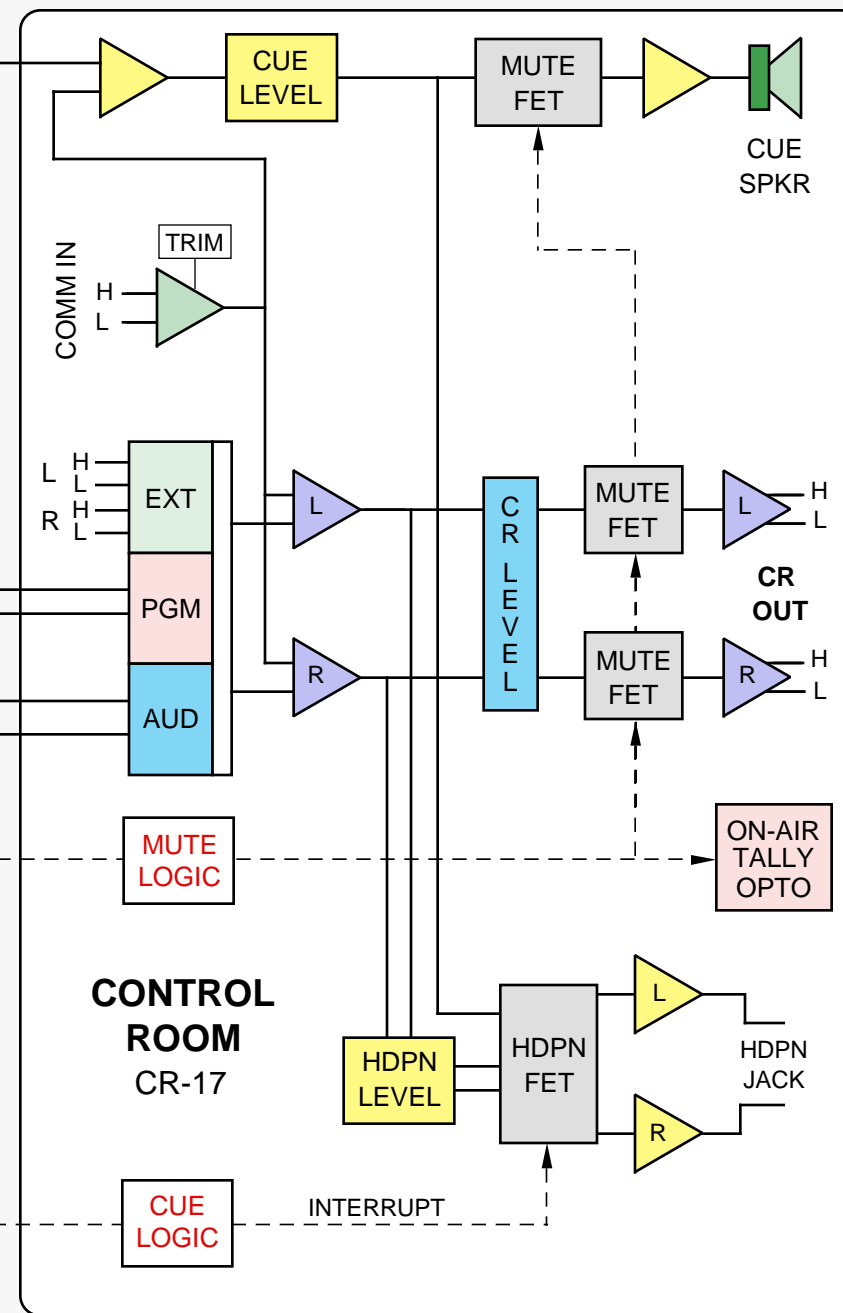 CUE
LEVEL
MUTE
FET
CUE
SPKR
TRIM
COMM IN
H
L
L
H
L
R
H
L
EXT
PGM
AUD
L
R
C
R
L
E
V
E
L
MUTE
FET
MUTE
FET
L
H
L
CR
OUT
R
H
L
MUTE
LOGIC
ON-AIR
TALLY
OPTO
CONTROL
ROOM
CR-17
HDPN
LEVEL
HDPN
FET
L
R
HDPN
JACK
CUE
LOGIC
INTERRUPT